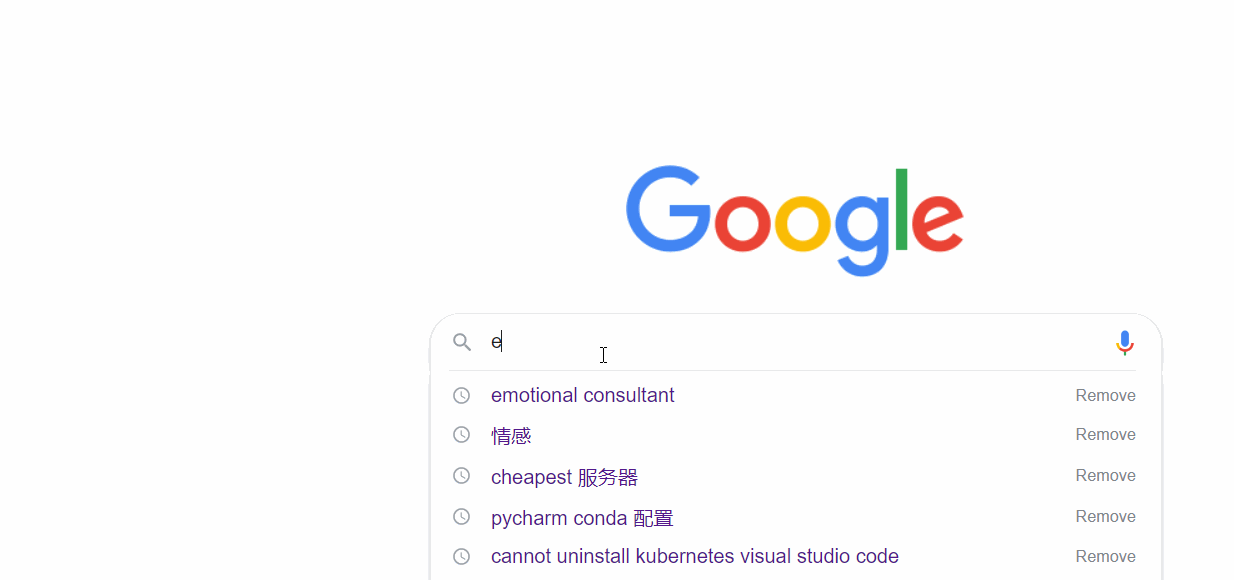 Google
e
emotional consultant Remove
情感 Remove
cheapest 服务器 Remove
pycharm conda 配置 Remove
cannot uninstall kubernetes visual studio code Remove